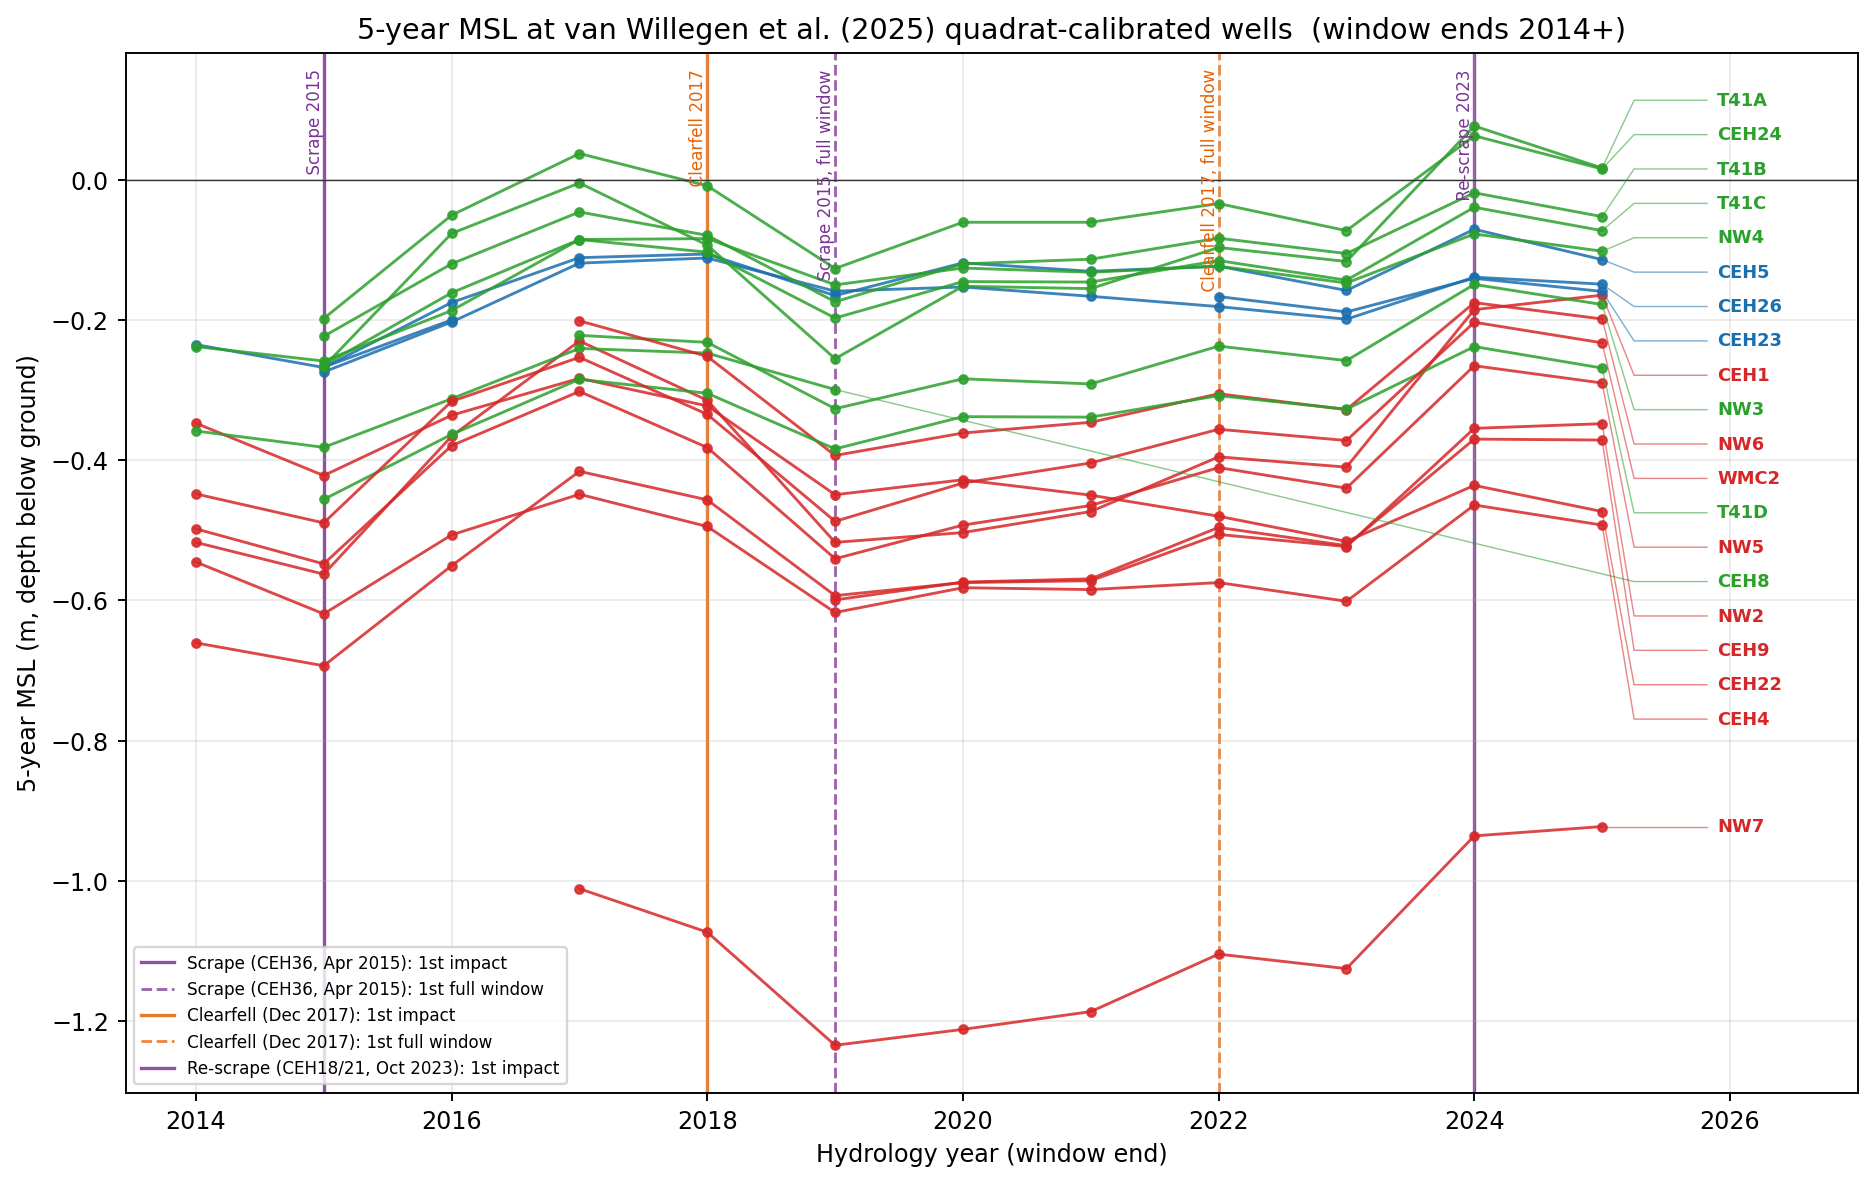 5-year MSL at van Willegen et al. (2025) quadrat-calibrated wells (window ends 2014+)
Scrape 2015
Clearfell 2017
Scrape 2015, full window
Clearfell 2017, full window
Re-scrape 2023
T41A
CEH24
T41B
T41C
NW4
CEH5
CEH26
CEH23
CEH1
NW3
NW6
WMC2
T41D
NW5
CEH8
NW2
CEH9
CEH22
CEH4
NW7
0.0
−0.2
−0.4
−0.6
−0.8
−1.0
−1.2
5-year MSL (m, depth below ground)
Scrape (CEH36, Apr 2015): 1st impact
Scrape (CEH36, Apr 2015): 1st full window
Clearfell (Dec 2017): 1st impact
Clearfell (Dec 2017): 1st full window
Re-scrape (CEH18/21, Oct 2023): 1st impact
2014 2016 2018 2020 2022 2024 2026
Hydrology year (window end)